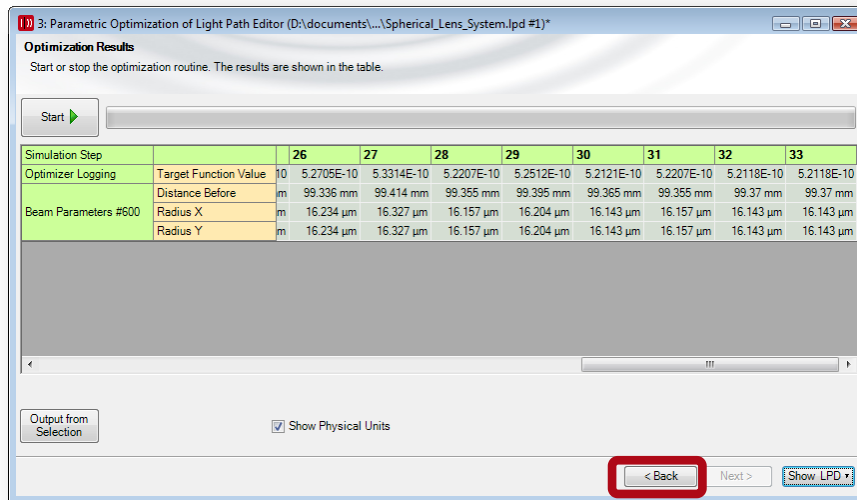 3: Parametric Optimization of Light Path Editor (D:\documents\...\Spherical_Lens_System.lpd #1)*
Optimization Results
Start or stop the optimization routine. The results are shown in the table.
Start
Simulation Step 26 27 28 29 30 31 32 33
Optimizer Logging Target Function Value 10 5.2705E-10 5.3314E-10 5.2207E-10 5.2512E-10 5.2121E-10 5.2207E-10 5.2118E-10 5.2118E-10
Distance Before m 99.336 mm 99.414 mm 99.355 mm 99.395 mm 99.365 mm 99.355 mm 99.37 mm 99.37 mm
Beam Parameters #600 Radius X m 16.234 µm 16.327 µm 16.157 µm 16.204 µm 16.143 µm 16.157 µm 16.143 µm 16.143 µm
Radius Y m 16.234 µm 16.327 µm 16.157 µm 16.204 µm 16.143 µm 16.157 µm 16.143 µm 16.143 µm
Output from
Selection
Show Physical Units
< Back Next > Show LPD